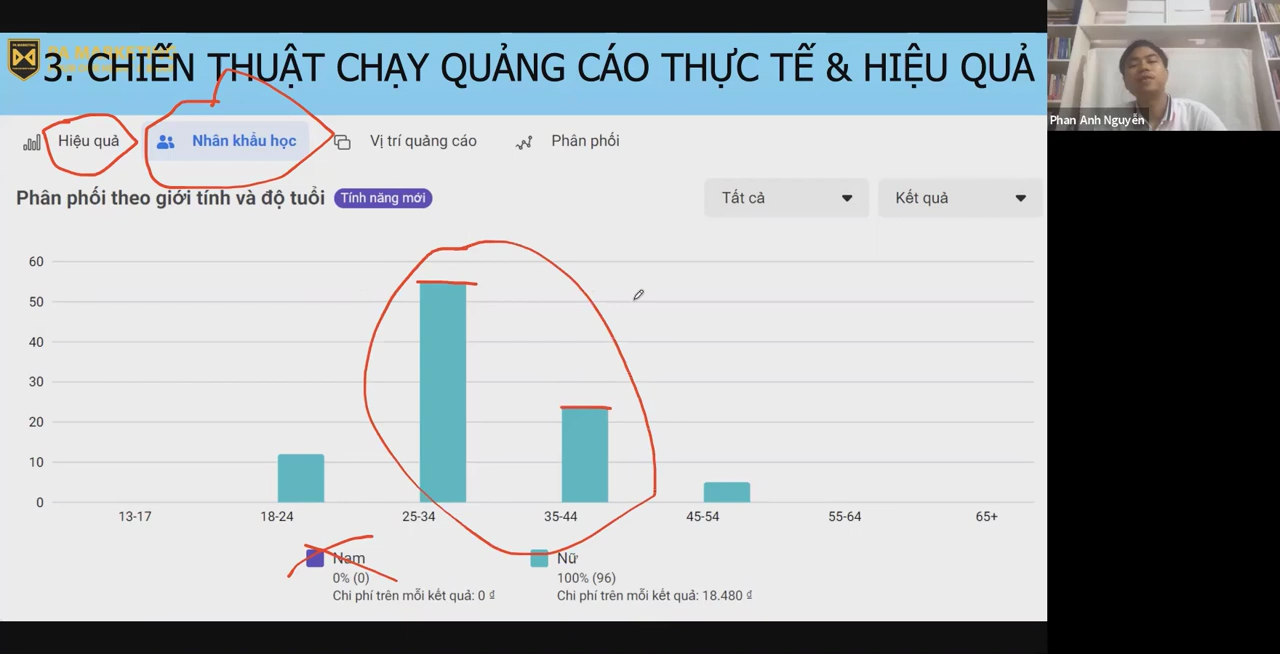 PA MARKETING
3. CHIẾN THUẬT CHẠY QUẢNG CÁO THỰC TẾ & HIỆU QUẢ
Phan Anh Nguyễn
Hiệu quả
Nhân khẩu học
Vị trí quảng cáo
Phân phối
Phân phối theo giới tính và độ tuổi
Tính năng mới
Tất cả
Kết quả
60
50
40
30
20
10
0
13-17
18-24
25-34
35-44
45-54
55-64
65+
Nam
0% (0)
Chi phí trên mỗi kết quả: 0 ₫
Nữ
100% (96)
Chi phí trên mỗi kết quả: 18.480 ₫